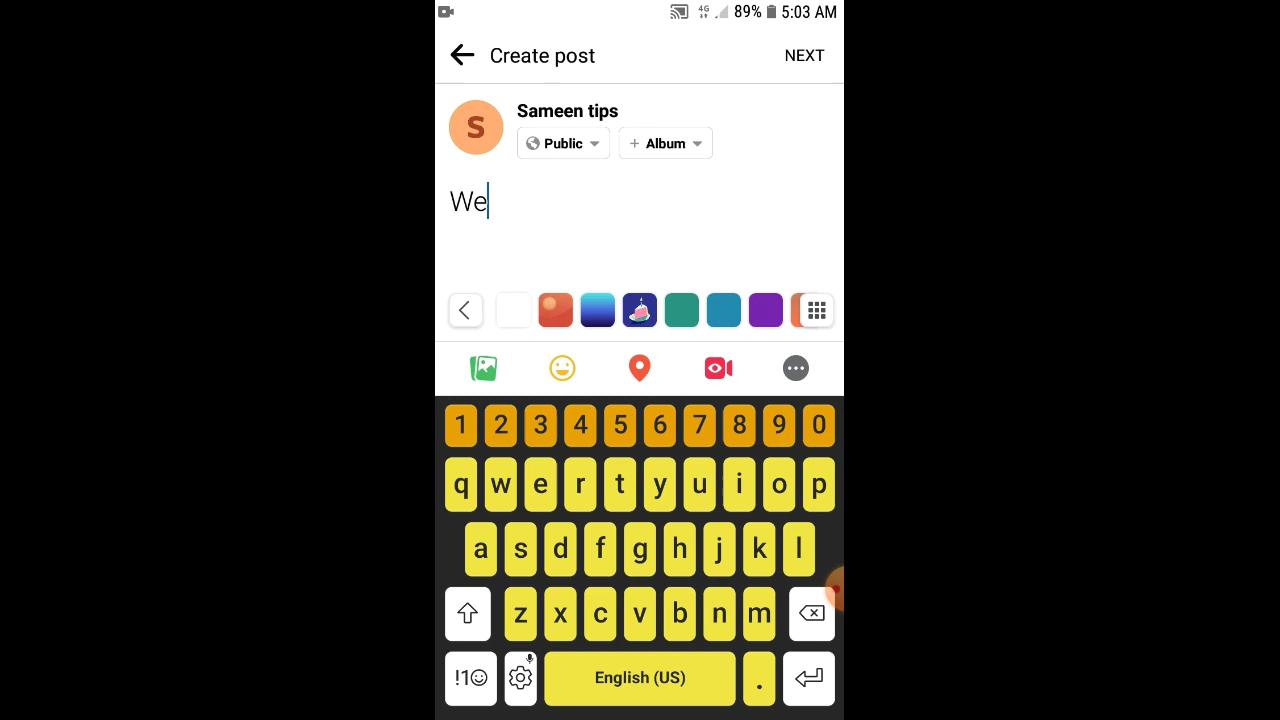 4G 89% 5:03 AM
Create post NEXT
S
Sameen tips
Public + Album
We
1 2 3 4 5 6 7 8 9 0
q w e r t y u i o p
a s d f g h j k l
z x c v b n m
!1☺ English (US) .